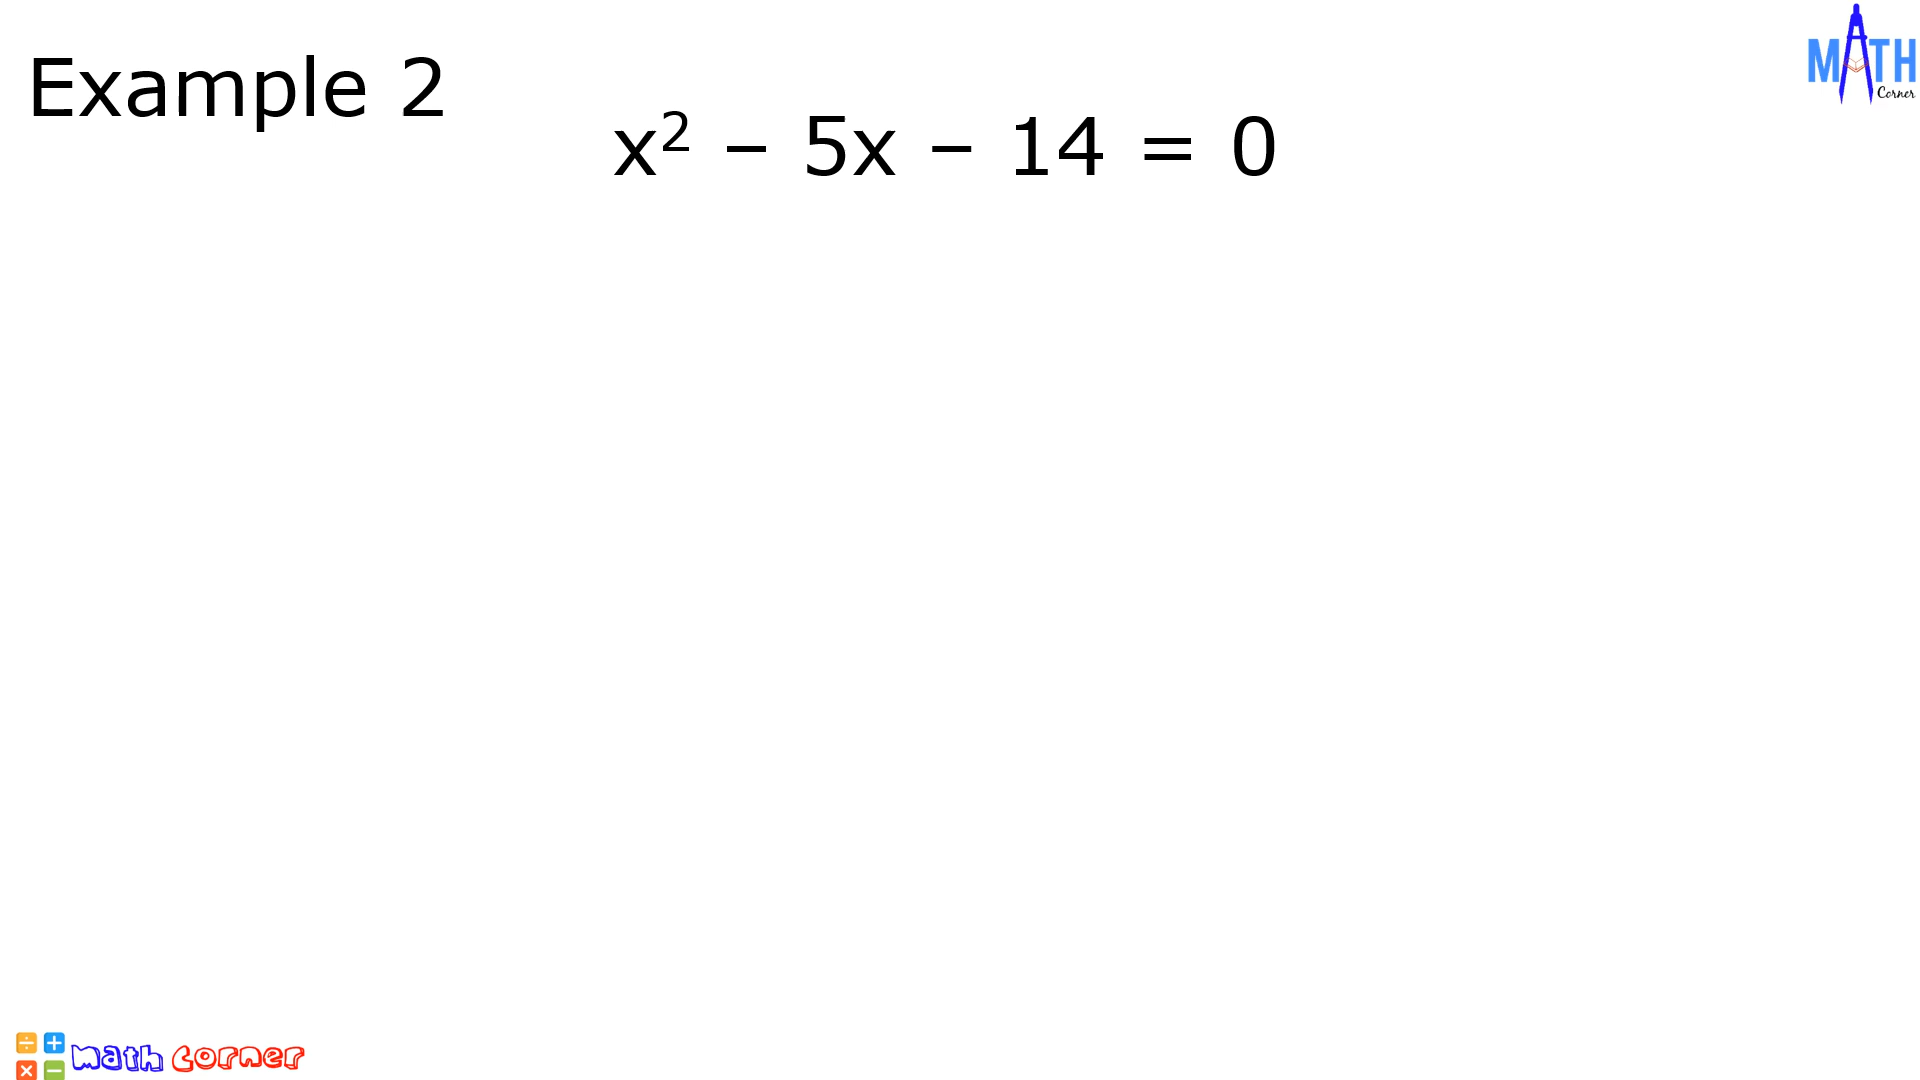 Example 2
MATH
Corner
x² – 5x – 14 = 0
math corner